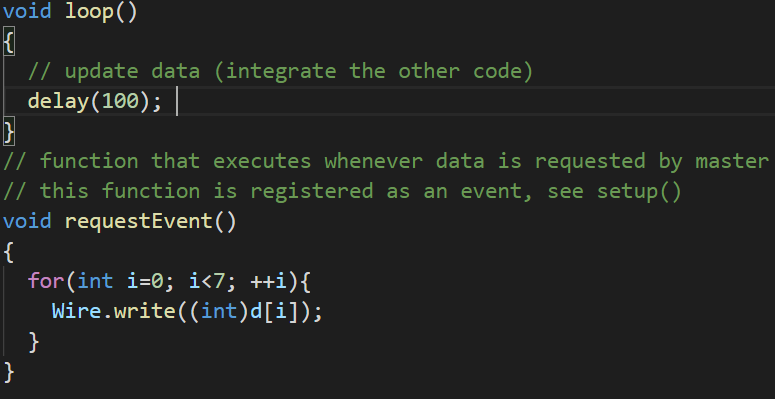 void loop()
{
  // update data (integrate the other code)
  delay(100);
}
// function that executes whenever data is requested by master
// this function is registered as an event, see setup()
void requestEvent()
{
  for(int i=0; i<7; ++i){
    Wire.write((int)d[i]);
  }
}